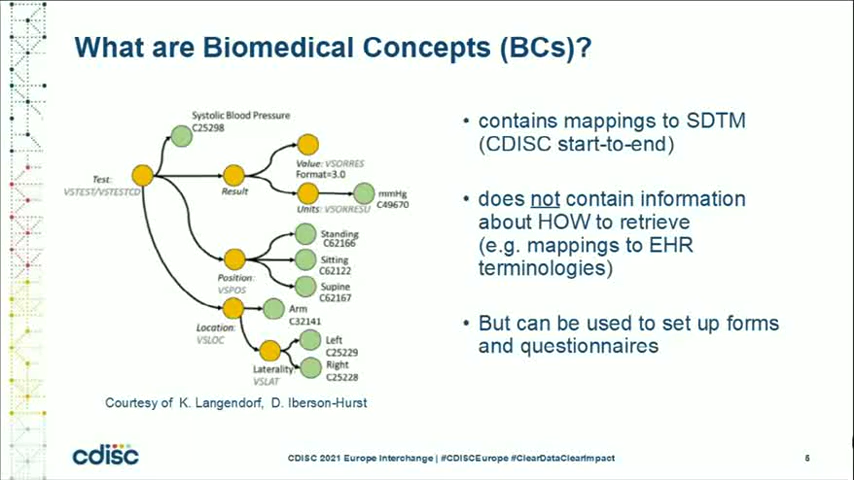 What are Biomedical Concepts (BCs)?
Systolic Blood Pressure
C25298
Test:
VSTEST/VSTESTCD
Result
Value: VSORRES
Format=3.0
Units: VSORRESU
mmHg
C49670
Standing
C62166
Sitting
C62122
Supine
C62167
Position:
VSPOS
Location:
VSLOC
Arm
C32141
Left
C25229
Right
C25228
Laterality
VSLAT
Courtesy of K. Langendorf, D. Iberson-Hurst
• contains mappings to SDTM
(CDISC start-to-end)
• does not contain information
about HOW to retrieve
(e.g. mappings to EHR
terminologies)
• But can be used to set up forms
and questionnaires
cdisc
CDISC 2021 Europe Interchange | #CDISCEurope #ClearDataClearImpact
5